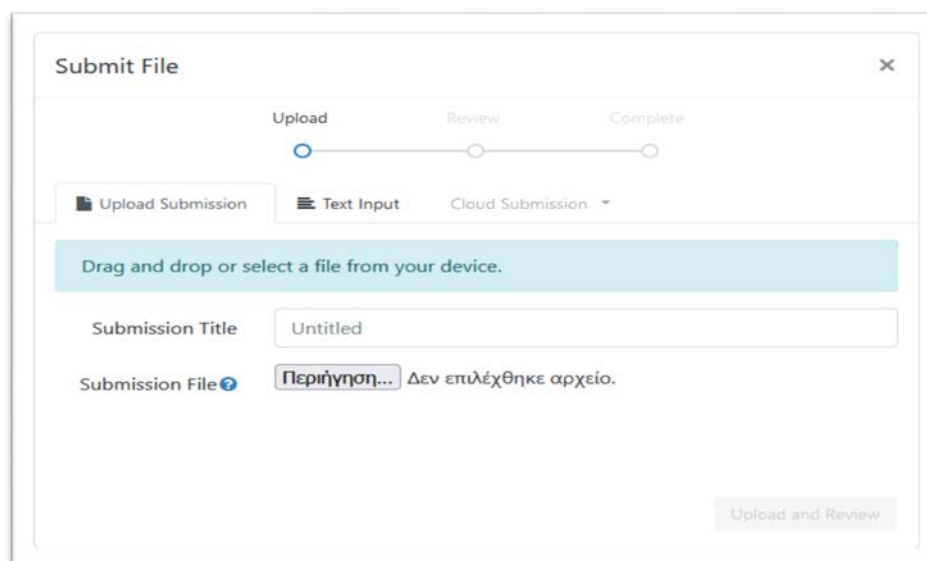 Submit File ×
Upload Review Complete
Upload Submission Text Input Cloud Submission
Drag and drop or select a file from your device.
Submission Title Untitled
Submission File Περιήγηση... Δεν επιλέχθηκε αρχείο.
Upload and Review